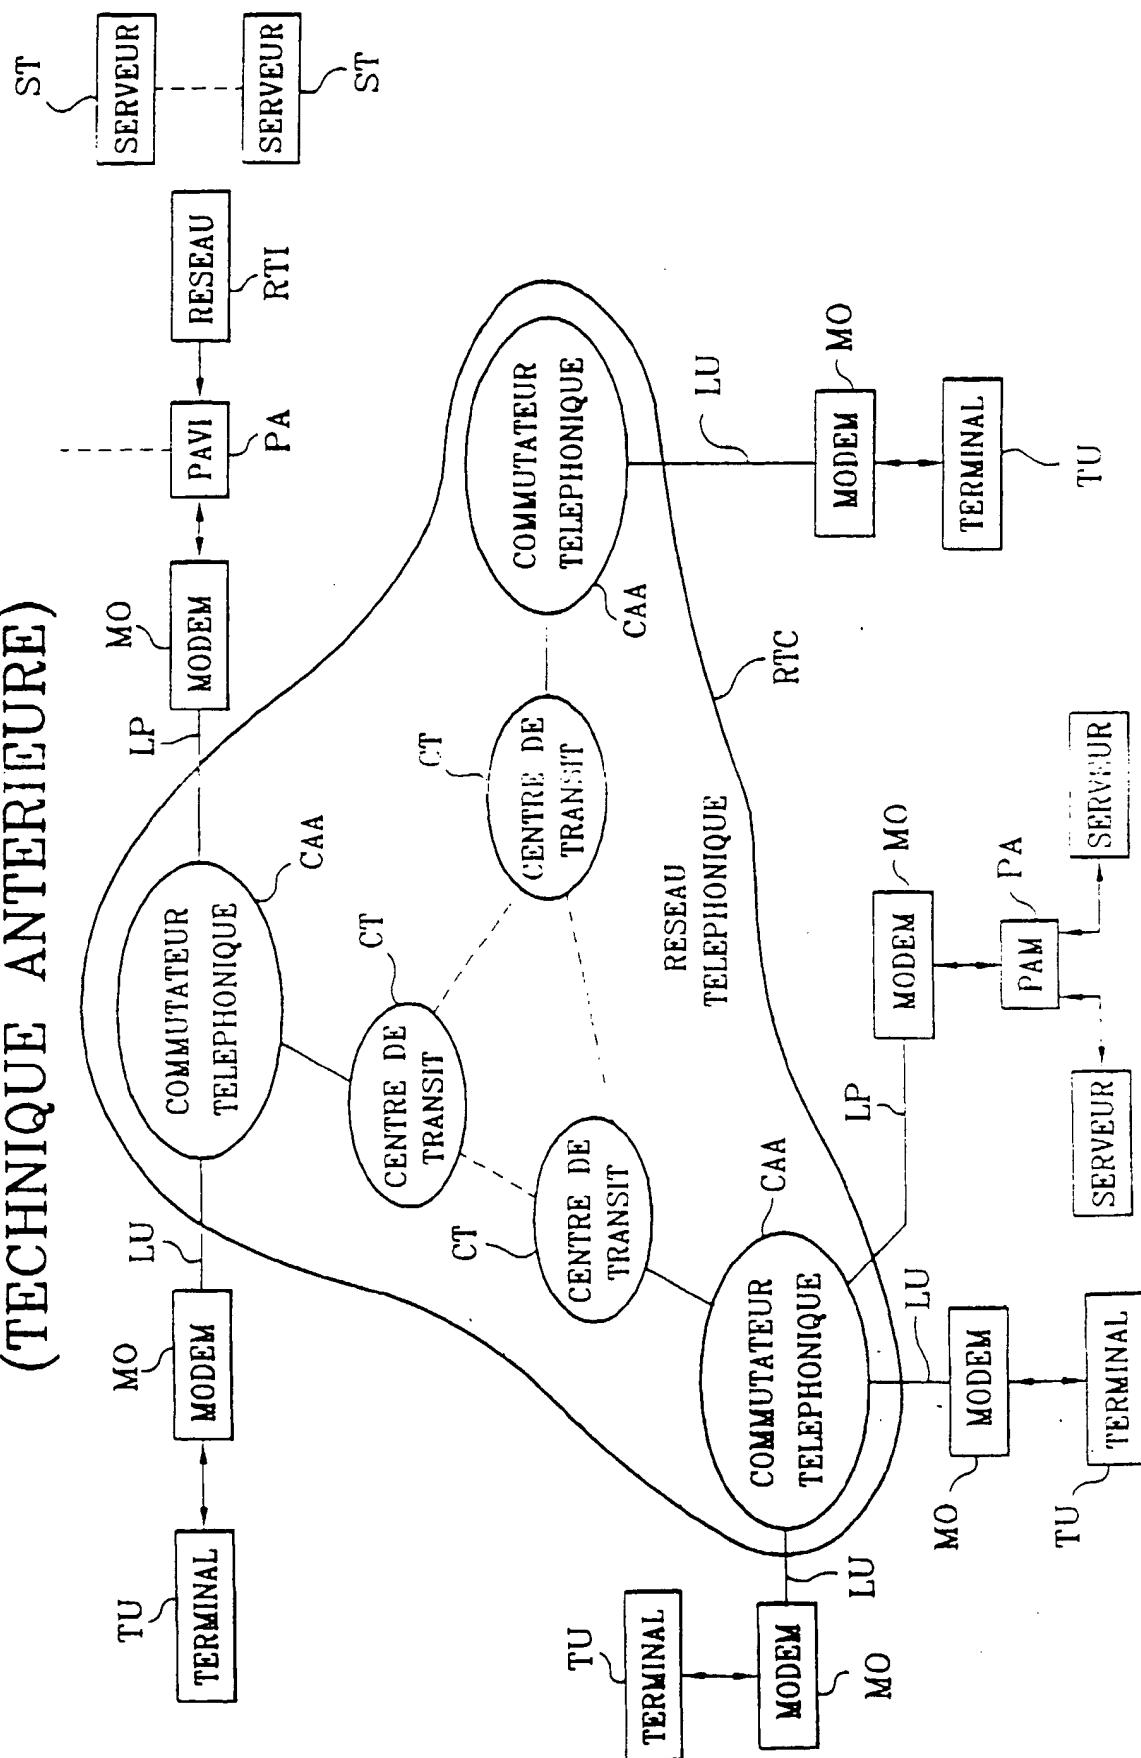 (TECHNIQUE ANTERIEURE)
TU
TERMINAL
MO
MODEM
LU
COMMUTATEUR
TELEPHONIQUE
CAA
LP
MO
MODEM
PAVI
PA
RESEAU
RTI
ST
SERVEUR
SERVEUR
ST
CT
CENTRE DE
TRANSIT
CT
CENTRE DE
TRANSIT
CT
CENTRE DE
TRANSIT
COMMUTATEUR
TELEPHONIQUE
CAA
LU
MO
MODEM
TERMINAL
TU
RESEAU
TELEPHONIQUE
RTC
TU
TERMINAL
MODEM
MO
LU
COMMUTATEUR
TELEPHONIQUE
CAA
LU
MO
MODEM
TU
TERMINAL
LP
MO
MODEM
PA
PAM
SERVEUR
SERVEUR